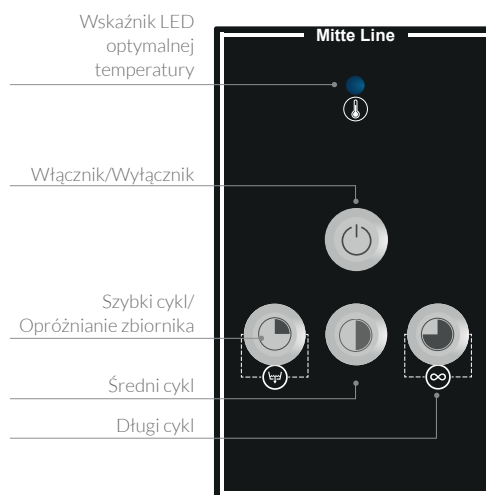 Wskaźnik LED
optymalnej
temperatury
Mitte Line
Włącznik/Wyłącznik
Szybki cykl/
Opróżnianie zbiornika
Średni cykl
Długi cykl